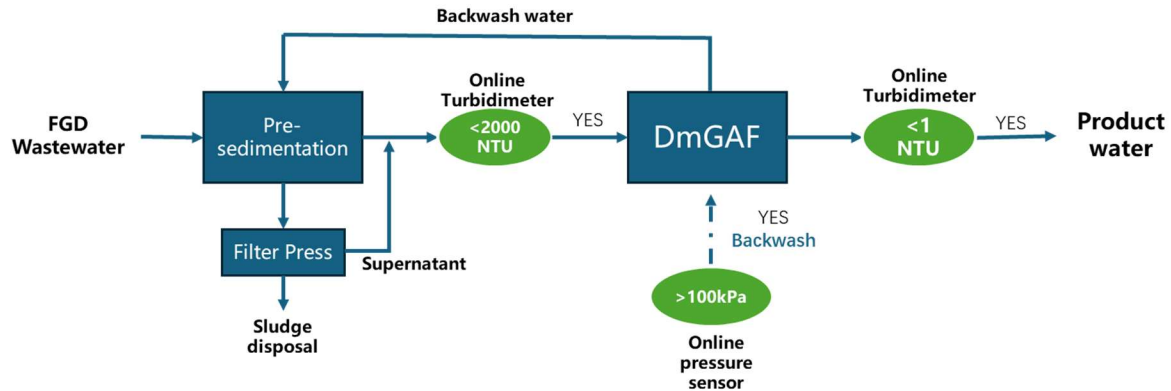 Backwash water
FGD
Wastewater
Pre-
sedimentation
Online
Turbidimeter
<2000
NTU
YES
DmGAF
Online
Turbidimeter
<1
NTU
YES
Product
water
Filter Press
Supernatant
YES
Backwash
Sludge
disposal
>100kPa
Online
pressure
sensor